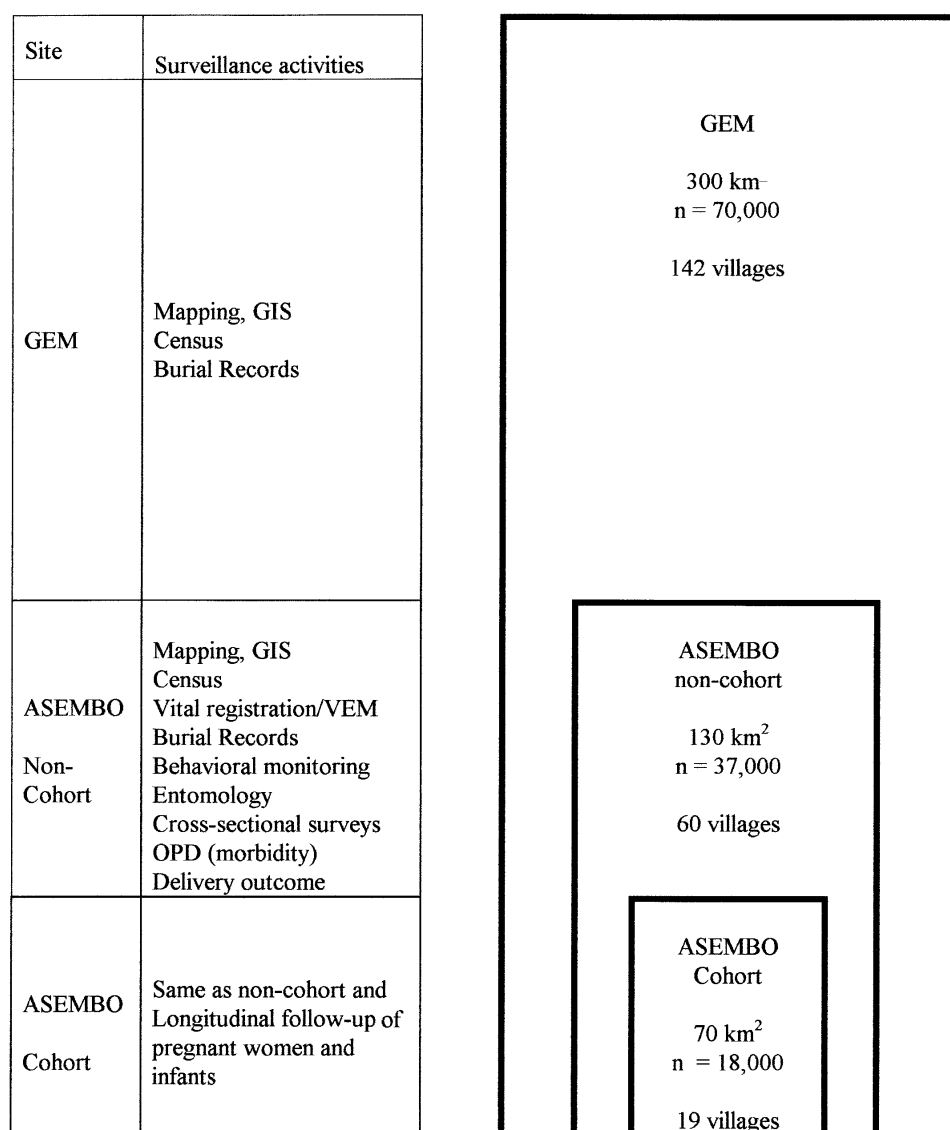 Site
Surveillance activities
GEM
Mapping, GIS
Census
Burial Records
ASEMBO
Non-
Cohort
Mapping, GIS
Census
Vital registration/VEM
Burial Records
Behavioral monitoring
Entomology
Cross-sectional surveys
OPD (morbidity)
Delivery outcome
ASEMBO
Cohort
Same as non-cohort and
Longitudinal follow-up of
pregnant women and
infants
GEM
300 km
n = 70,000
142 villages
ASEMBO
non-cohort
130 km²
n = 37,000
60 villages
ASEMBO
Cohort
70 km²
n = 18,000
19 villages